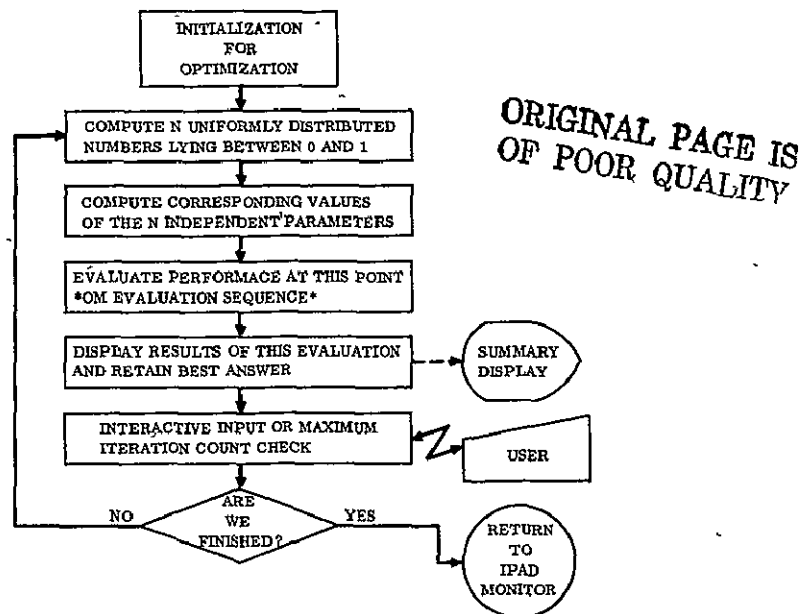 INITIALIZATION
FOR
OPTIMIZATION
ORIGINAL PAGE IS
OF POOR QUALITY
COMPUTE N UNIFORMLY DISTRIBUTED
NUMBERS LYING BETWEEN 0 AND 1
COMPUTE CORRESPONDING VALUES
OF THE N INDEPENDENT PARAMETERS
EVALUATE PERFORMACE AT THIS POINT
*OM EVALUATION SEQUENCE*
DISPLAY RESULTS OF THIS EVALUATION
AND RETAIN BEST ANSWER
SUMMARY
DISPLAY
INTERACTIVE INPUT OR MAXIMUM
ITERATION COUNT CHECK
USER
NO
ARE
WE
FINISHED?
YES
RETURN
TO
IPAD
MONITOR